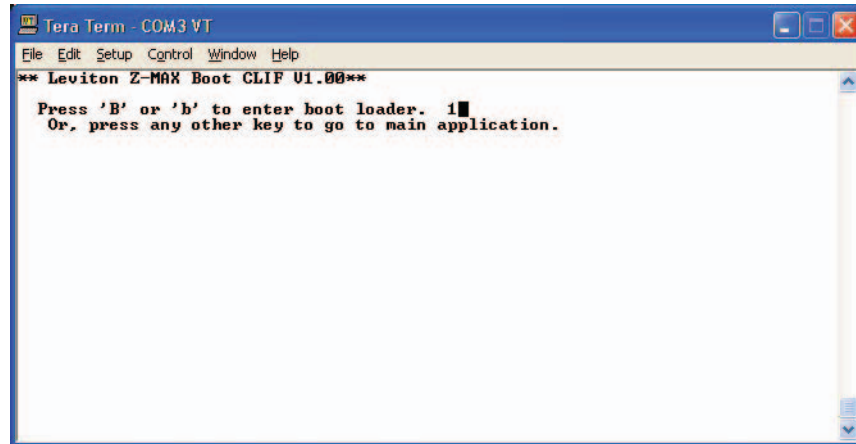 Tera Term - COM3 VT
File Edit Setup Control Window Help
** Leviton Z-MAX Boot CLIF V1.00**
Press 'B' or 'b' to enter boot loader. 1
Or, press any other key to go to main application.